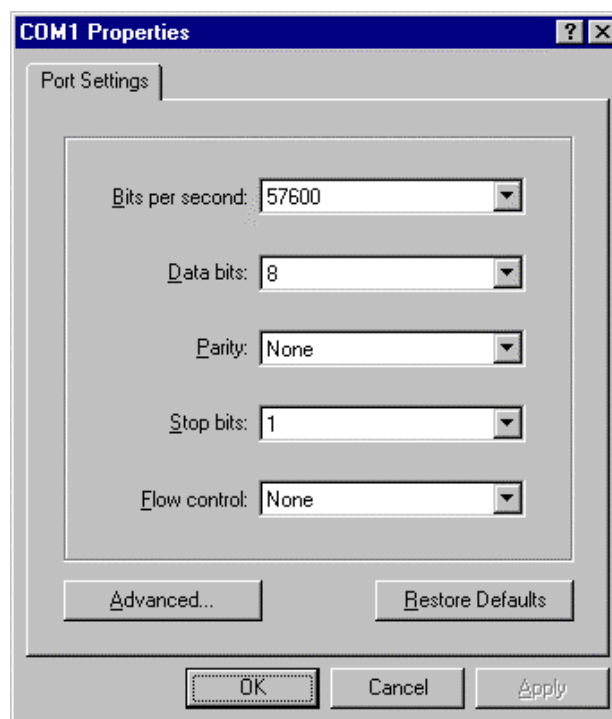 COM1 Properties
Port Settings
Bits per second: 57600
Data bits: 8
Parity: None
Stop bits: 1
Flow control: None
Advanced... Restore Defaults
OK Cancel Apply